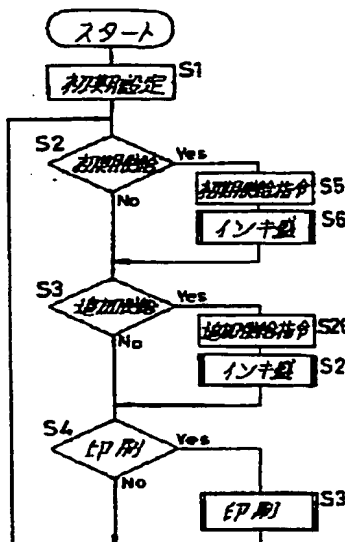 スタート
初期設定 S1
S2
初期供給 Yes
No
初期供給指令 S5
インキ盛 S6
S3
追加供給 Yes
No
追加供給指令 S2
インキ盛 S2
S4
印刷 Yes
No
印刷 S3